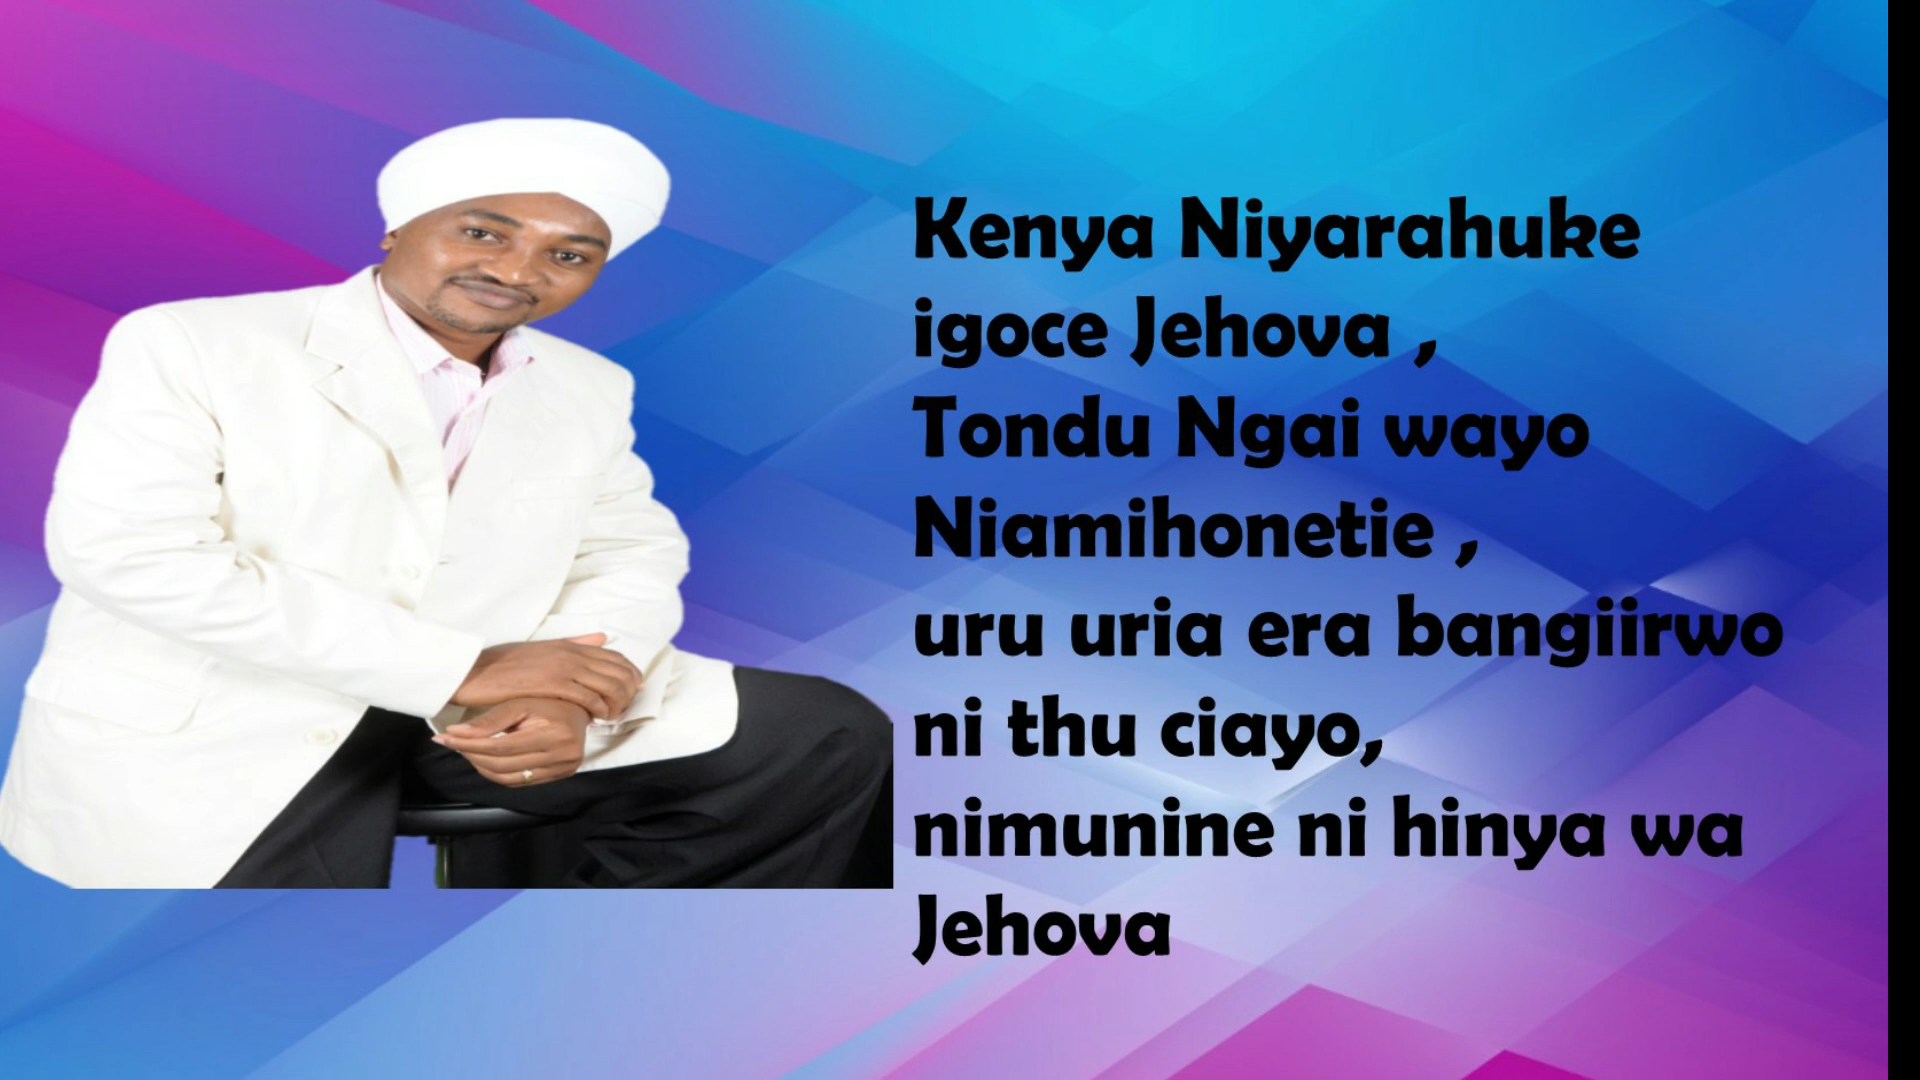 Kenya Niyarahuke
igoce Jehova ,
Tondu Ngai wayo
Niamihonetie ,
uru uria era bangiirwo
ni thu ciayo,
nimunine ni hinya wa
Jehova